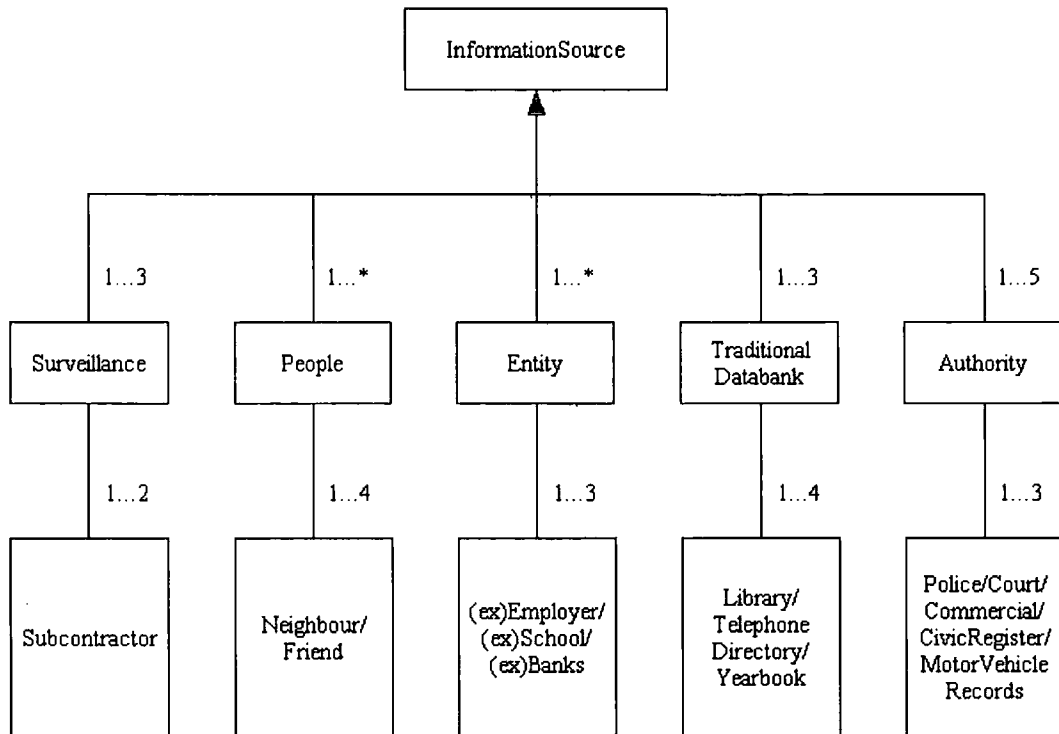 InformationSource
1...3
1...*
1...*
1...3
1...5
Surveillance
People
Entity
Traditional
Databank
Authority
1...2
1...4
1...3
1...4
1...3
Subcontractor
Neighbour/
Friend
(ex)Employer/
(ex)School/
(ex)Banks
Library/
Telephone
Directory/
Yearbook
Police/Court/
Commercial/
CivicRegister/
MotorVehicle
Records